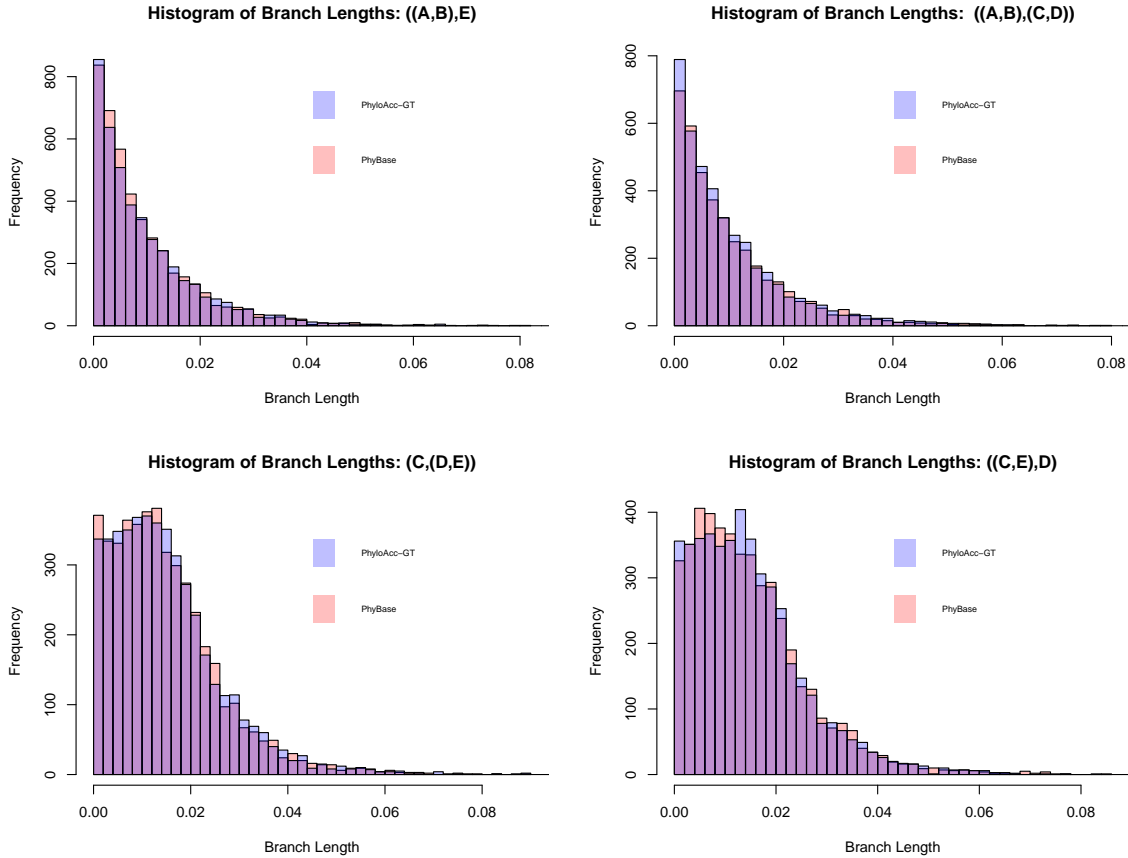 Histogram of Branch Lengths: ((A,B),E)
Frequency
800
600
400
200
0
PhyloAcc−GT
PhyBase
0.00 0.02 0.04 0.06 0.08
Branch Length
Histogram of Branch Lengths:  ((A,B),(C,D))
Frequency
800
600
400
200
0
PhyloAcc−GT
PhyBase
0.00 0.02 0.04 0.06 0.08
Branch Length
Histogram of Branch Lengths: (C,(D,E))
Frequency
300
200
100
0
PhyloAcc−GT
PhyBase
0.00 0.02 0.04 0.06 0.08
Branch Length
Histogram of Branch Lengths: ((C,E),D)
Frequency
400
300
200
100
0
PhyloAcc−GT
PhyBase
0.00 0.02 0.04 0.06 0.08
Branch Length